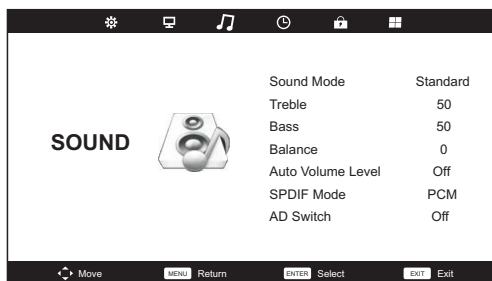 SOUND
Sound Mode Standard
Treble 50
Bass 50
Balance 0
Auto Volume Level Off
SPDIF Mode PCM
AD Switch Off
Move MENU Return ENTER Select EXIT Exit